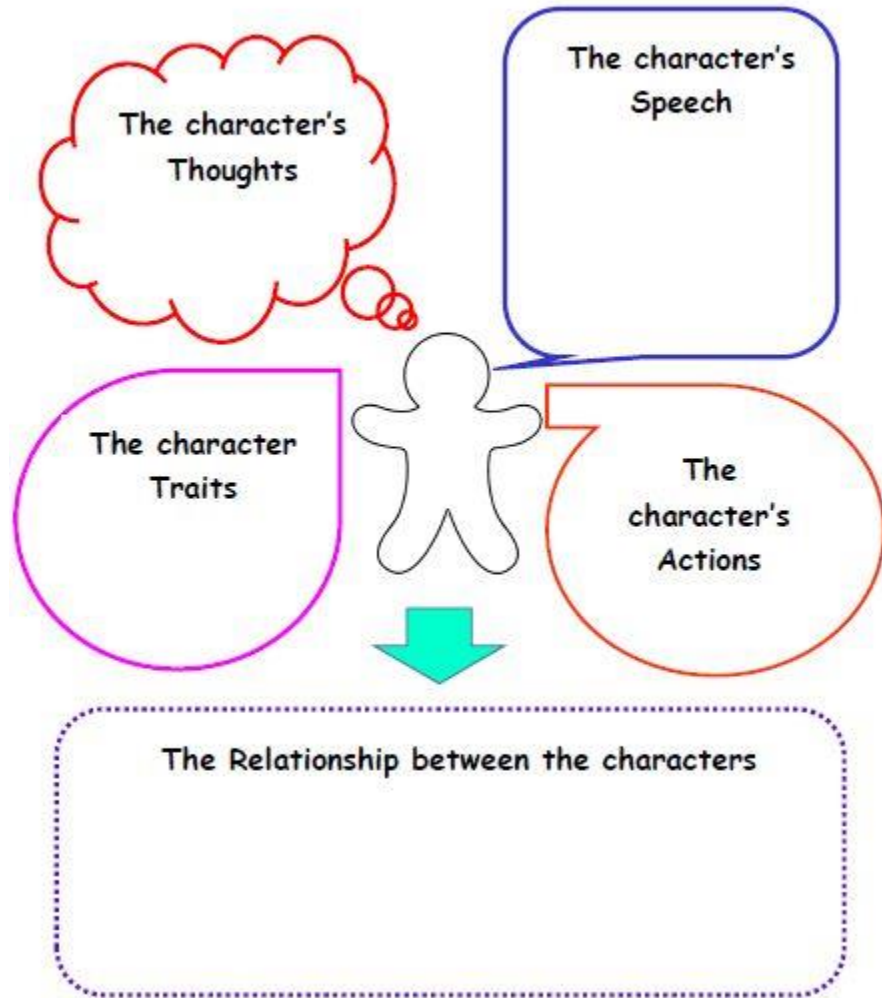 The character's
Thoughts
The character's
Speech
The character
Traits
The
character's
Actions
The Relationship between the characters